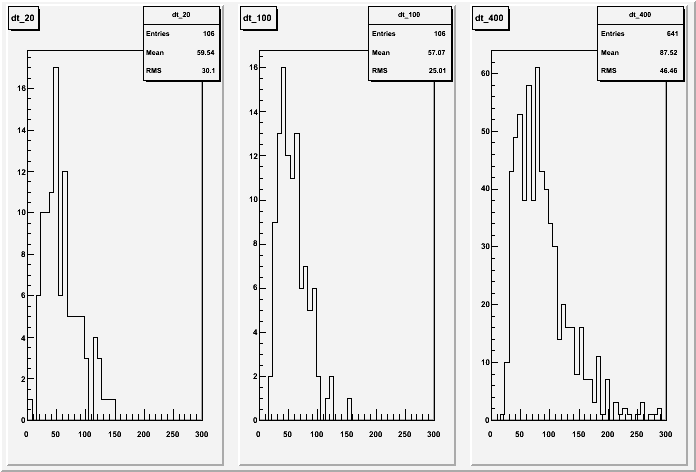 dt_20
dt_20
Entries 106
Mean 59.54
RMS 30.1
16
14
12
10
8
6
4
2
0
0 50 100 150 200 250 300
dt_100
dt_100
Entries 106
Mean 57.07
RMS 25.01
16
14
12
10
8
6
4
2
0
0 50 100 150 200 250 300
dt_400
dt_400
Entries 641
Mean 87.52
RMS 46.46
60
50
40
30
20
10
0
0 50 100 150 200 250 300